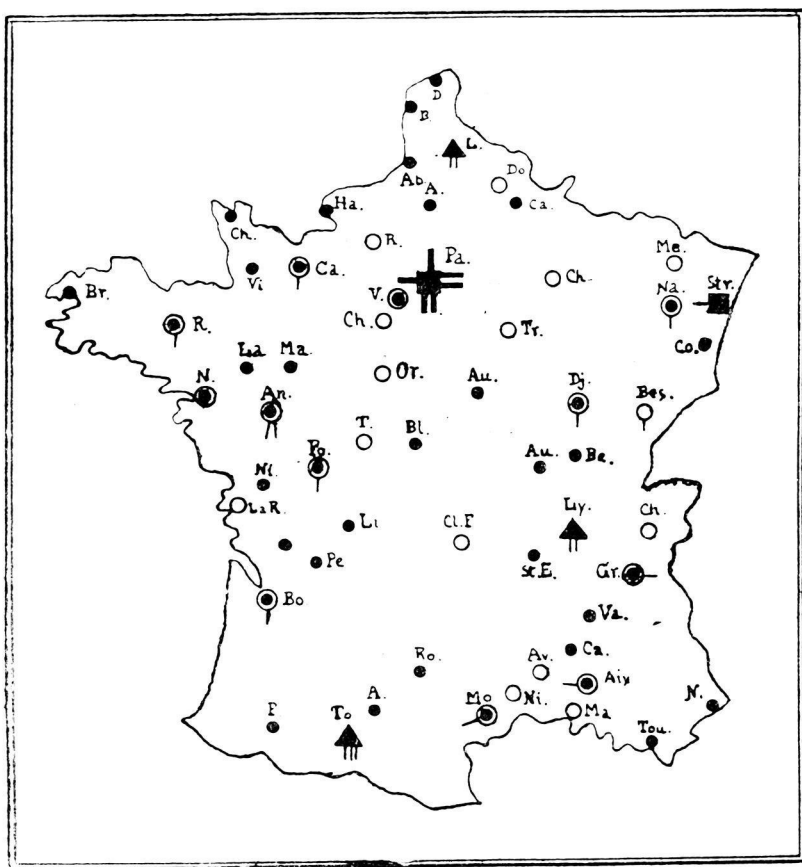 D
B.
L.
Ab.
Do
A.
Ca.
Ha.
Ch.
R.
Pa.
Me.
Ca.
Vi
Ch.
Na.
Str.
Br.
V.
R.
Ch.
Tr.
Co.
La
Ma.
Or.
Au.
Dj.
Bes.
N.
An.
T.
Bl.
Po.
Au.
Be.
Ni.
La R.
Li
Cl.F
Ly.
Ch.
Pe
St.E.
Gr.
Bo
Va.
Ro.
Ca.
Av.
Aix
A.
Mo
Ni.
Ma
N.
To
Tou.